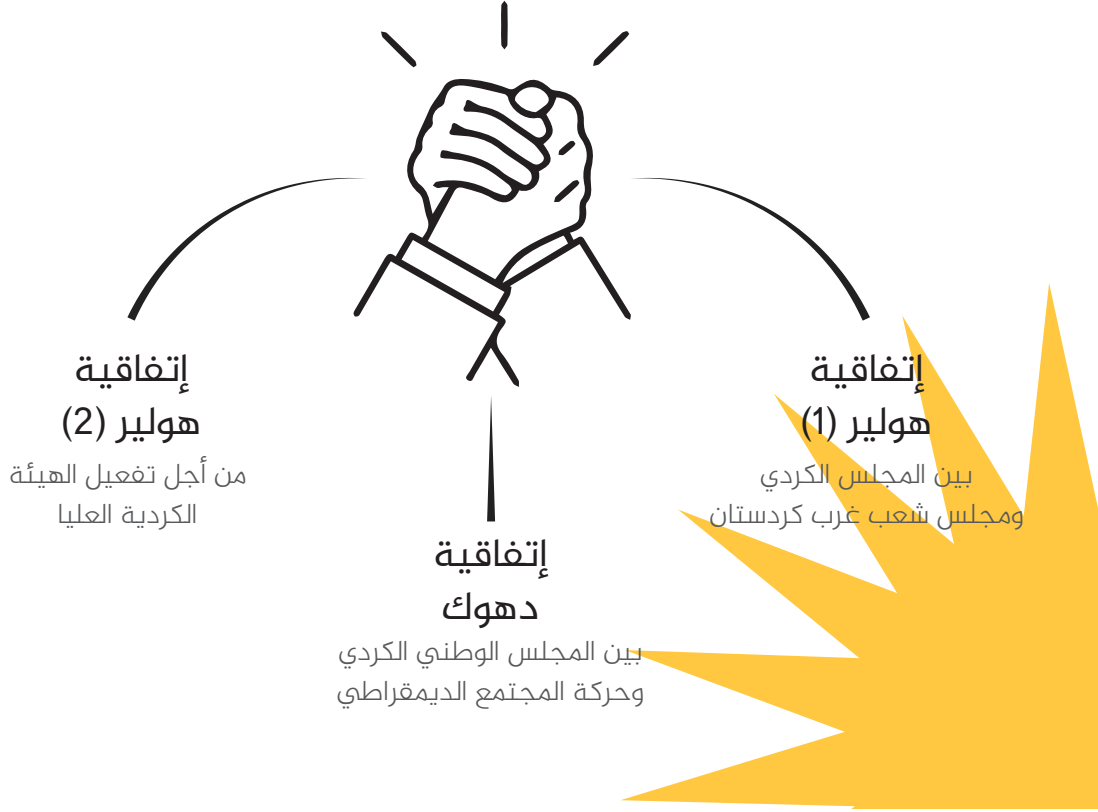 إتفاقية
هولير (1)
بين المجلس الكردي
ومجلس شعب غرب كردستان
إتفاقية
هولير (2)
من أجل تفعيل الهيئة
الكردية العليا
إتفاقية
دهوك
بين المجلس الوطني الكردي
وحركة المجتمع الديمقراطي